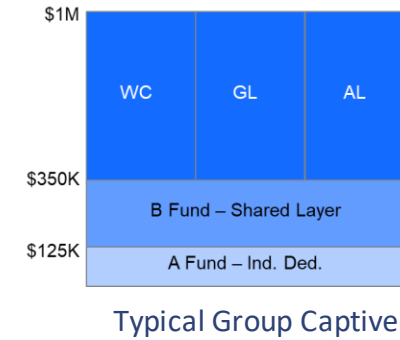 $1M
WC GL AL
$350K
B Fund – Shared Layer
$125K
A Fund – Ind. Ded.
Typical Group Captive